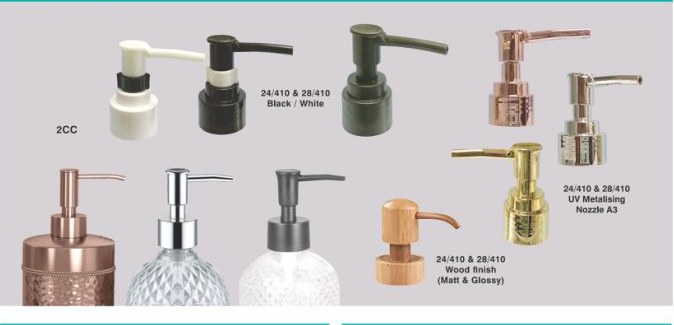 24/410 & 28/410
Black / White
2CC
24/410 & 28/410
UV Metalising
Nozzle A3
24/410 & 28/410
Wood finish
(Matt & Glossy)